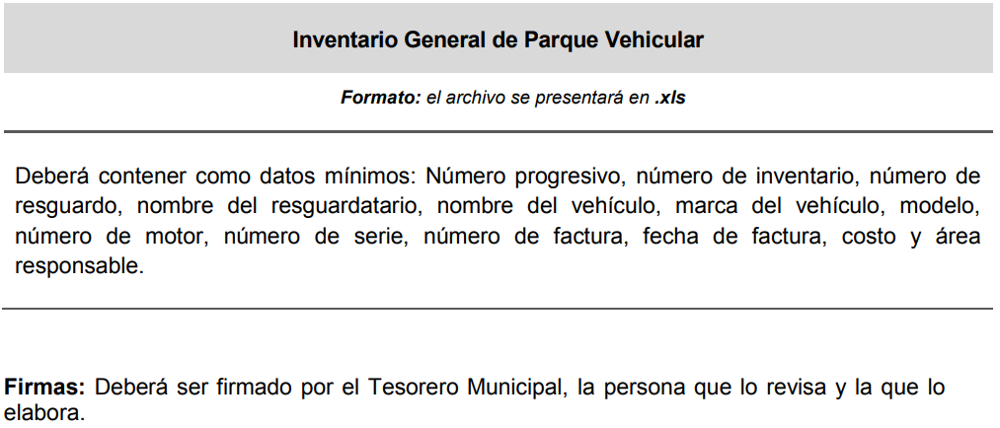 Inventario General de Parque Vehicular
Formato: el archivo se presentará en .xls
Deberá contener como datos mínimos: Número progresivo, número de inventario, número de
resguardo, nombre del resguardatario, nombre del vehículo, marca del vehículo, modelo,
número de motor, número de serie, número de factura, fecha de factura, costo y área
responsable.
Firmas: Deberá ser firmado por el Tesorero Municipal, la persona que lo revisa y la que lo
elabora.